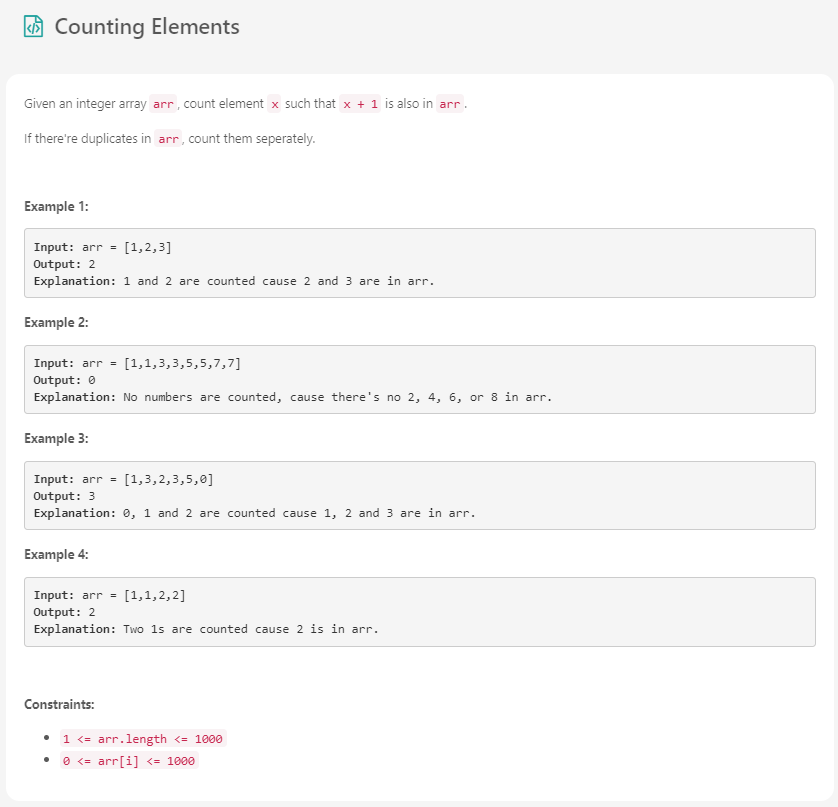 Counting Elements
Given an integer array arr, count element x such that x + 1 is also in arr.
If there're duplicates in arr, count them seperately.
Example 1:
Input: arr = [1,2,3]
Output: 2
Explanation: 1 and 2 are counted cause 2 and 3 are in arr.
Example 2:
Input: arr = [1,1,3,3,5,5,7,7]
Output: 0
Explanation: No numbers are counted, cause there's no 2, 4, 6, or 8 in arr.
Example 3:
Input: arr = [1,3,2,3,5,0]
Output: 3
Explanation: 0, 1 and 2 are counted cause 1, 2 and 3 are in arr.
Example 4:
Input: arr = [1,1,2,2]
Output: 2
Explanation: Two 1s are counted cause 2 is in arr.
Constraints:
• 1 <= arr.length <= 1000
• 0 <= arr[i] <= 1000